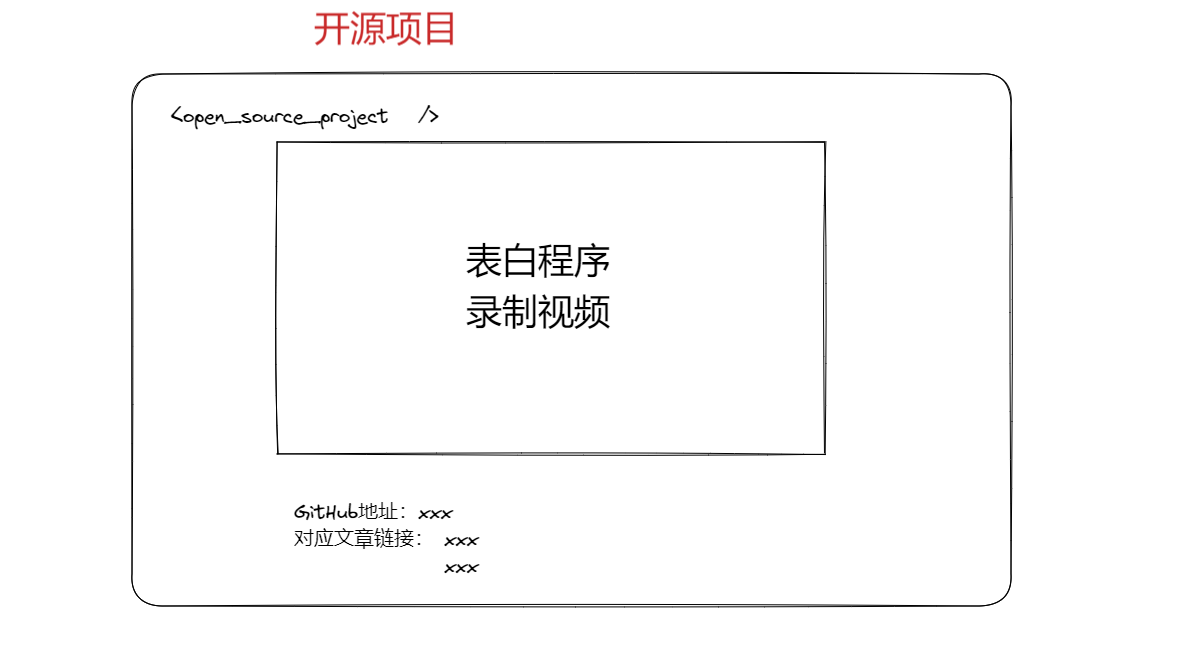 开源项目
<open_source_project />
表白程序
录制视频
GitHub地址：xxx
对应文章链接： xxx
xxx